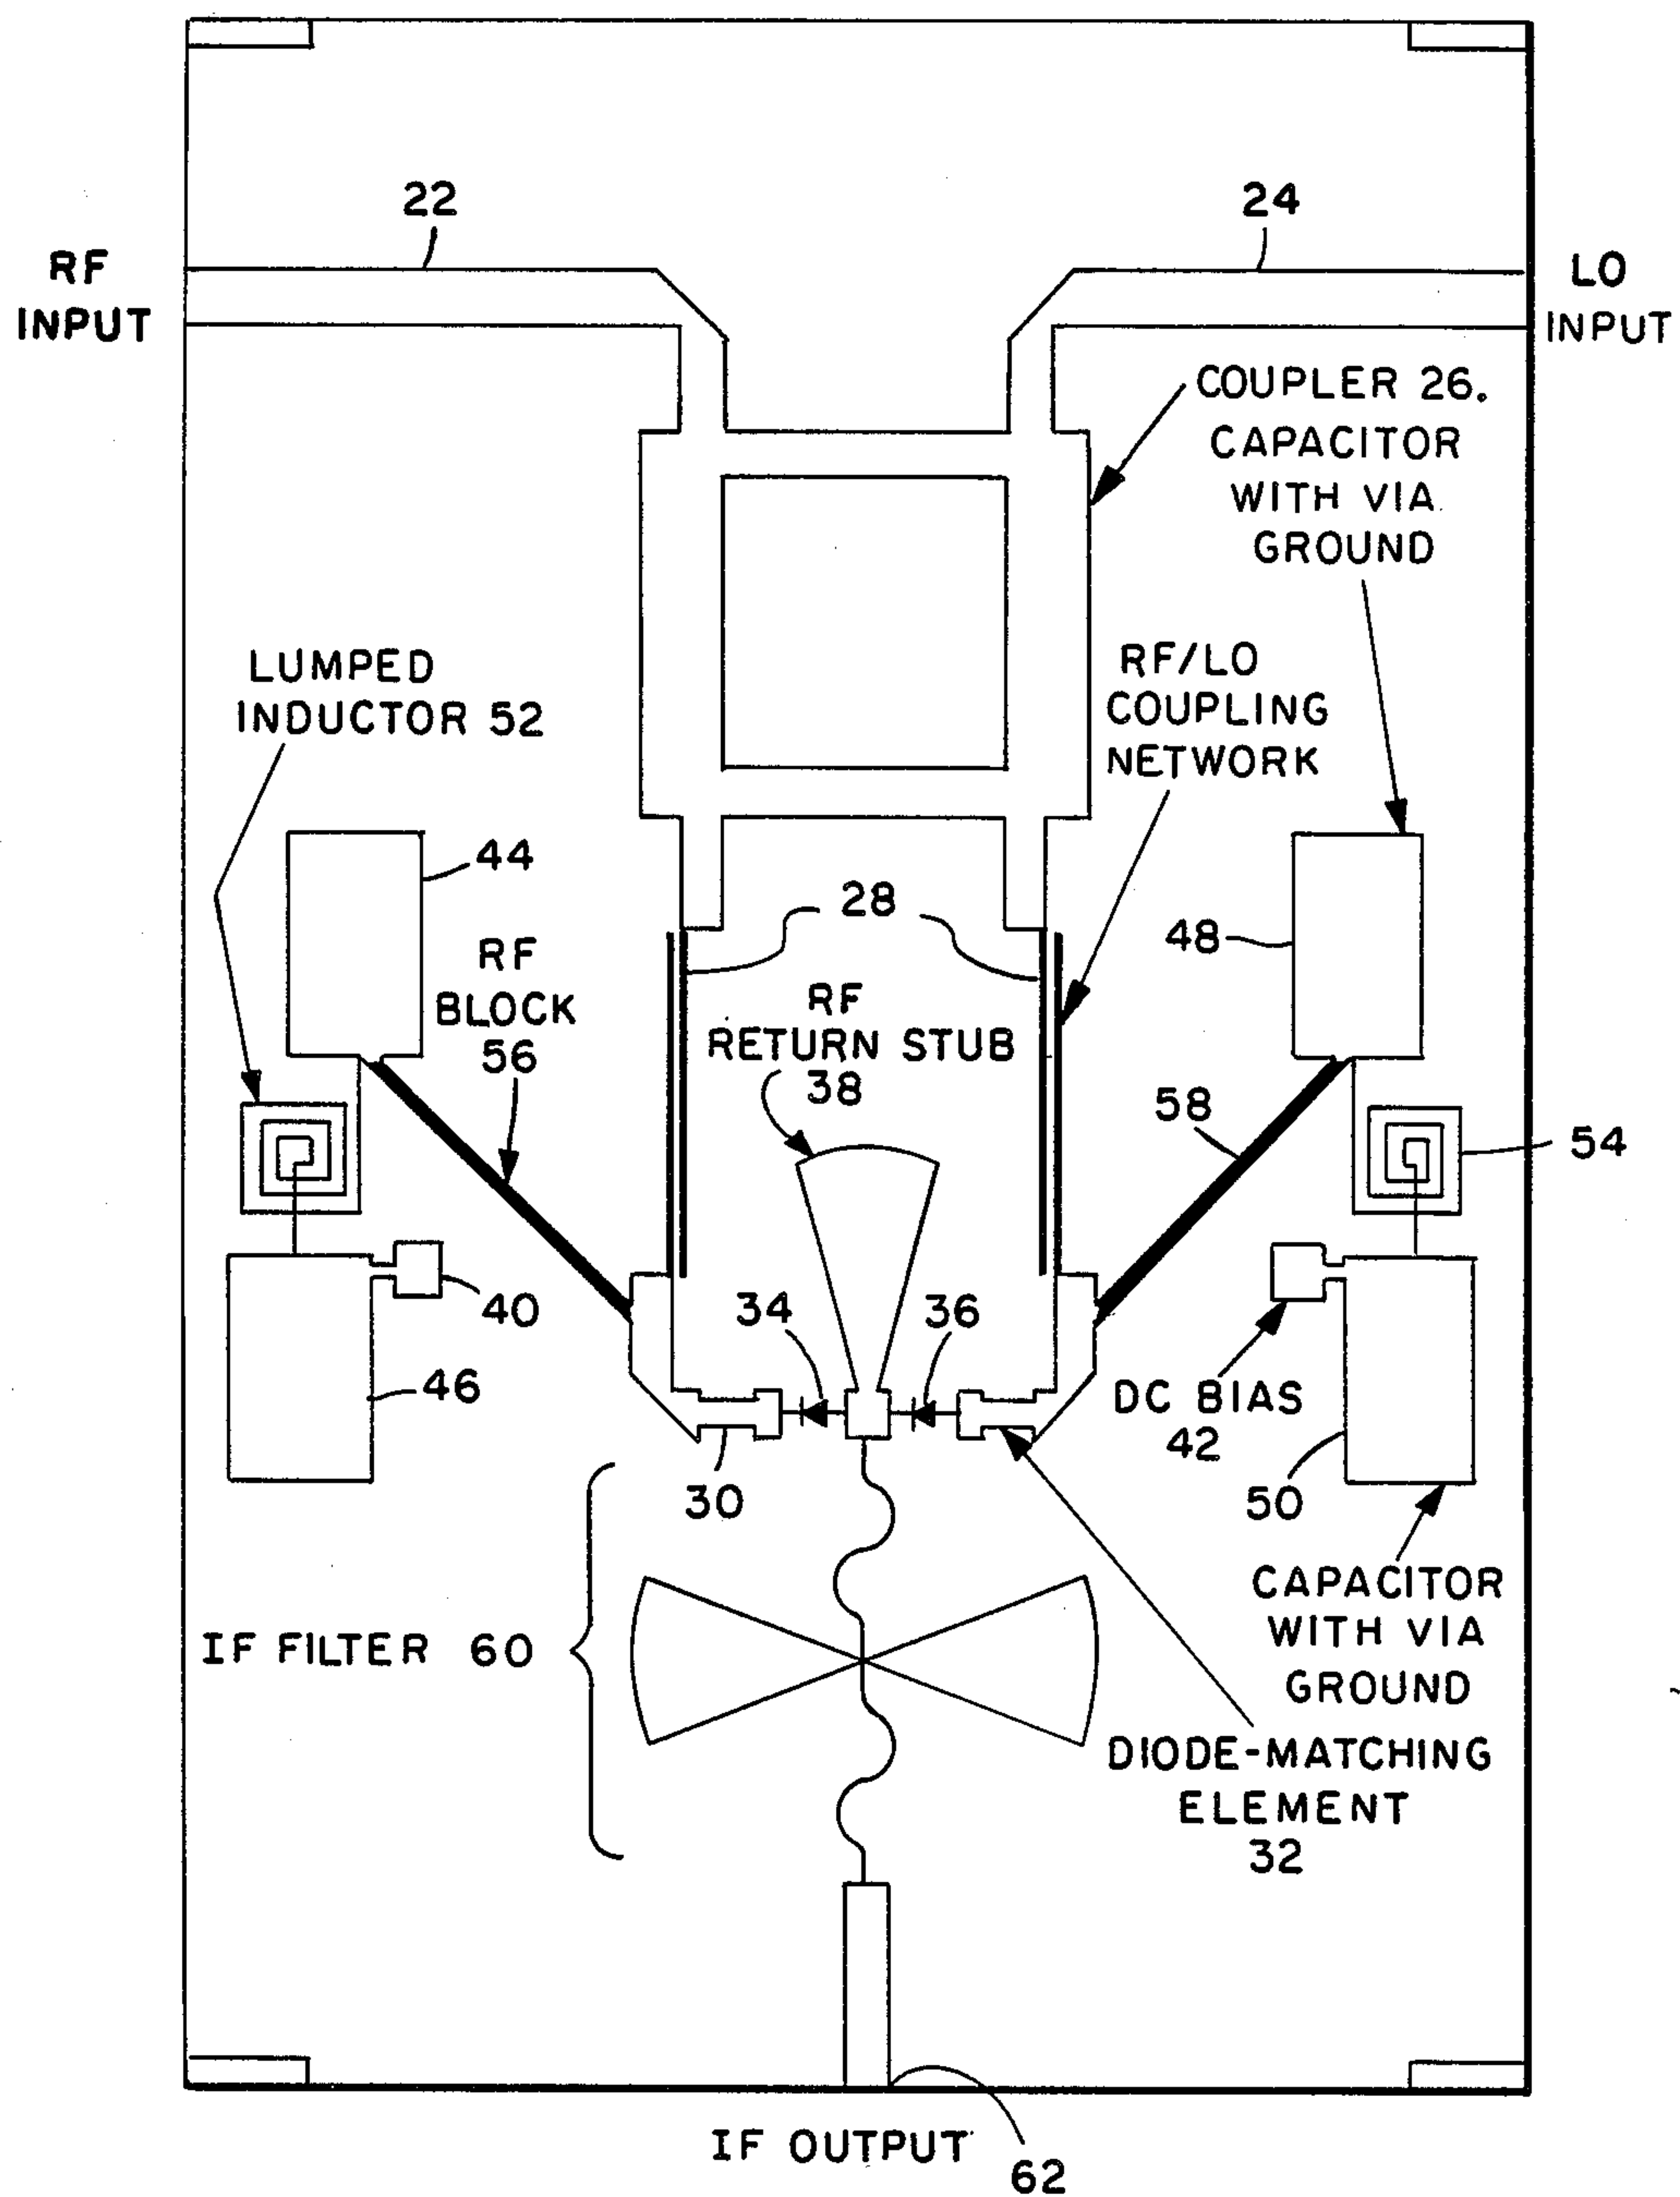 22
24
RF
INPUT
LO
INPUT
COUPLER 26.
CAPACITOR
WITH VIA
GROUND
LUMPED
INDUCTOR 52
RF/LO
COUPLING
NETWORK
44
28
48
RF
BLOCK
56
RF
RETURN STUB
38
58
54
40
34
36
46
DC BIAS
42
30
50
CAPACITOR
WITH VIA
GROUND
IF FILTER 60
DIODE-MATCHING
ELEMENT
32
IF OUTPUT
62